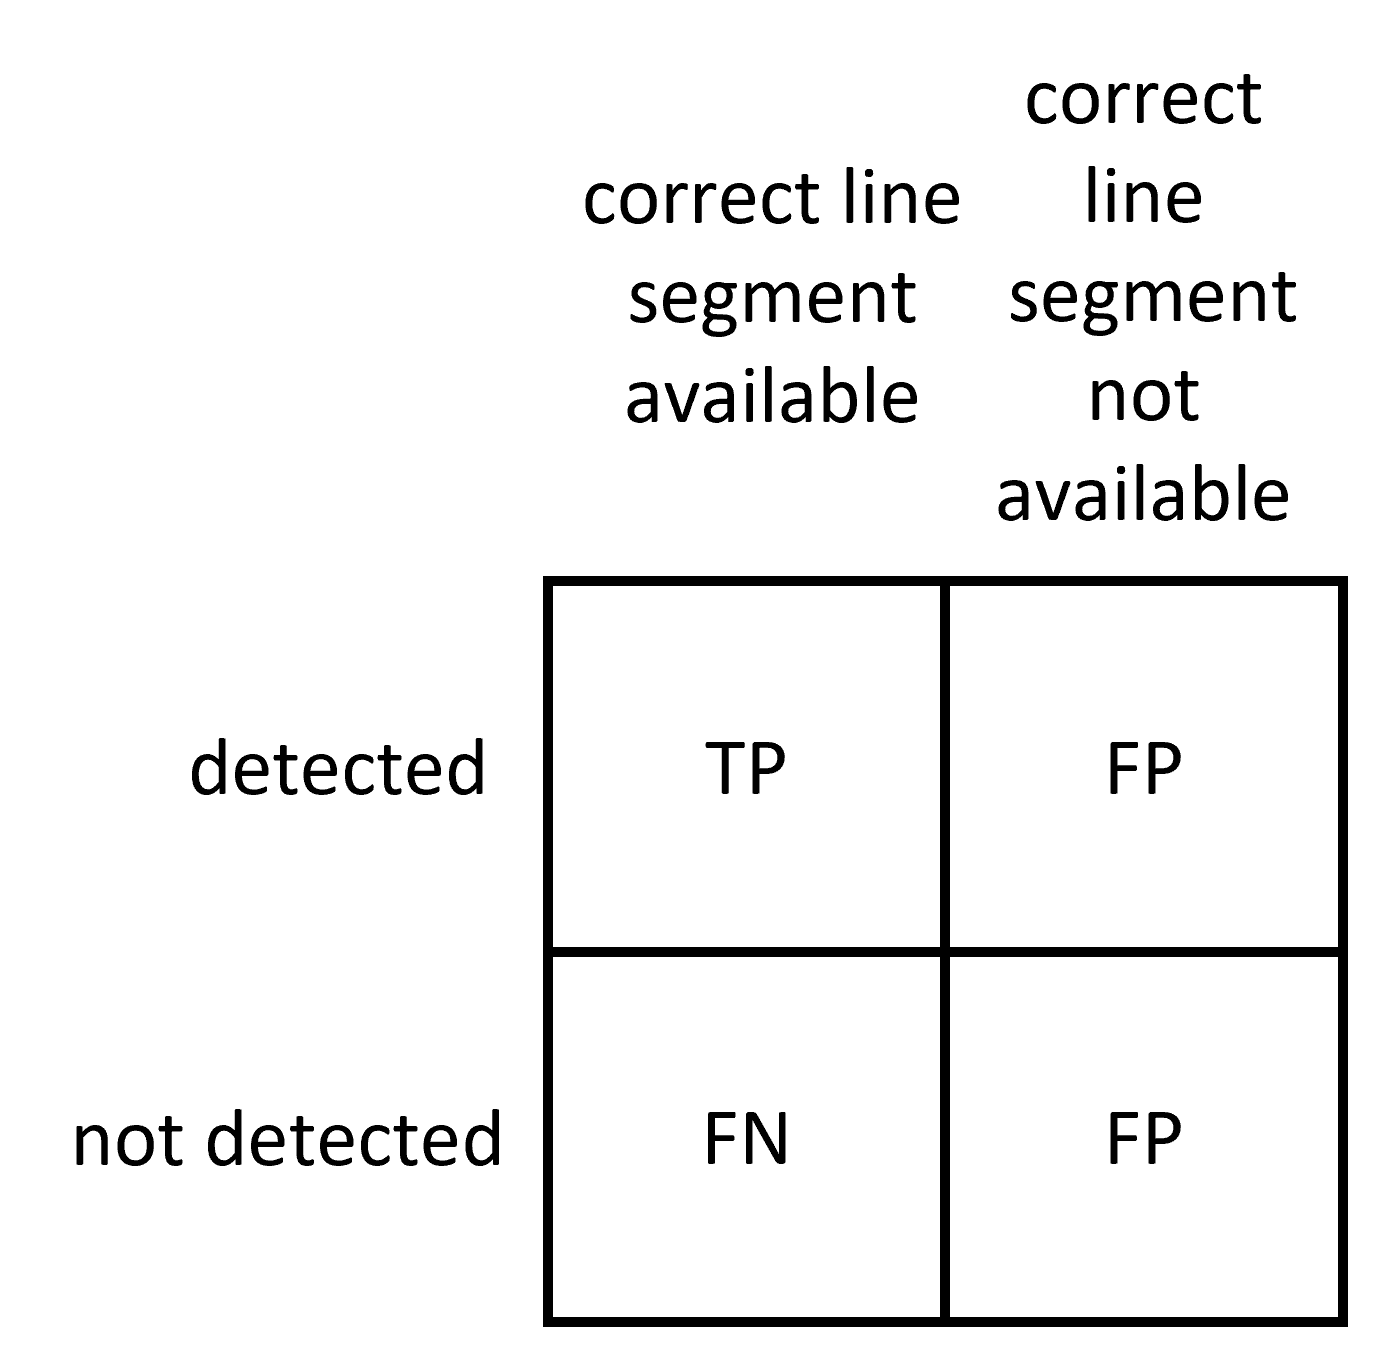 correct line
segment
available
correct
line
segment
not
available
detected
TP
FP
not detected
FN
FP